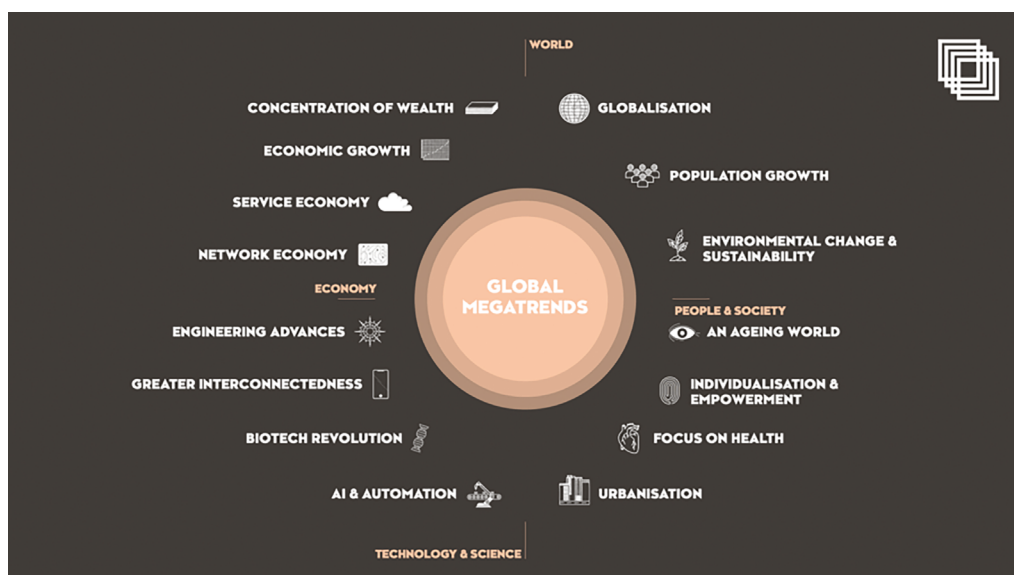 WORLD
CONCENTRATION OF WEALTH
GLOBALISATION
ECONOMIC GROWTH
POPULATION GROWTH
SERVICE ECONOMY
ENVIRONMENTAL CHANGE &
SUSTAINABILITY
NETWORK ECONOMY
ECONOMY
GLOBAL
MEGATRENDS
PEOPLE & SOCIETY
ENGINEERING ADVANCES
AN AGEING WORLD
GREATER INTERCONNECTEDNESS
INDIVIDUALISATION &
EMPOWERMENT
BIOTECH REVOLUTION
FOCUS ON HEALTH
AI & AUTOMATION
URBANISATION
TECHNOLOGY & SCIENCE